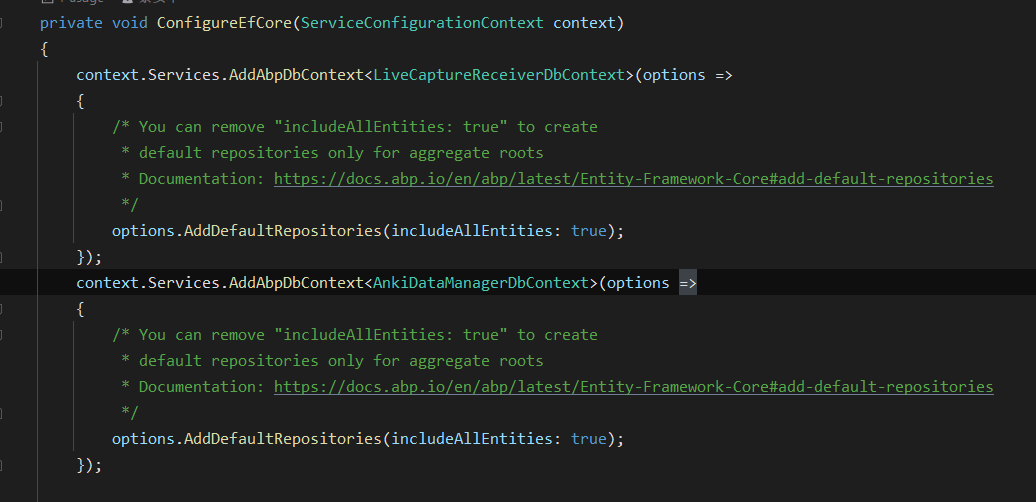 private void ConfigureEfCore(ServiceConfigurationContext context)
{
context.Services.AddAbpDbContext<LiveCaptureReceiverDbContext>(options =>
{
/* You can remove "includeAllEntities: true" to create
* default repositories only for aggregate roots
* Documentation: https://docs.abp.io/en/abp/latest/Entity-Framework-Core#add-default-repositories
*/
options.AddDefaultRepositories(includeAllEntities: true);
});
context.Services.AddAbpDbContext<AnkiDataManagerDbContext>(options =>
{
/* You can remove "includeAllEntities: true" to create
* default repositories only for aggregate roots
* Documentation: https://docs.abp.io/en/abp/latest/Entity-Framework-Core#add-default-repositories
*/
options.AddDefaultRepositories(includeAllEntities: true);
});